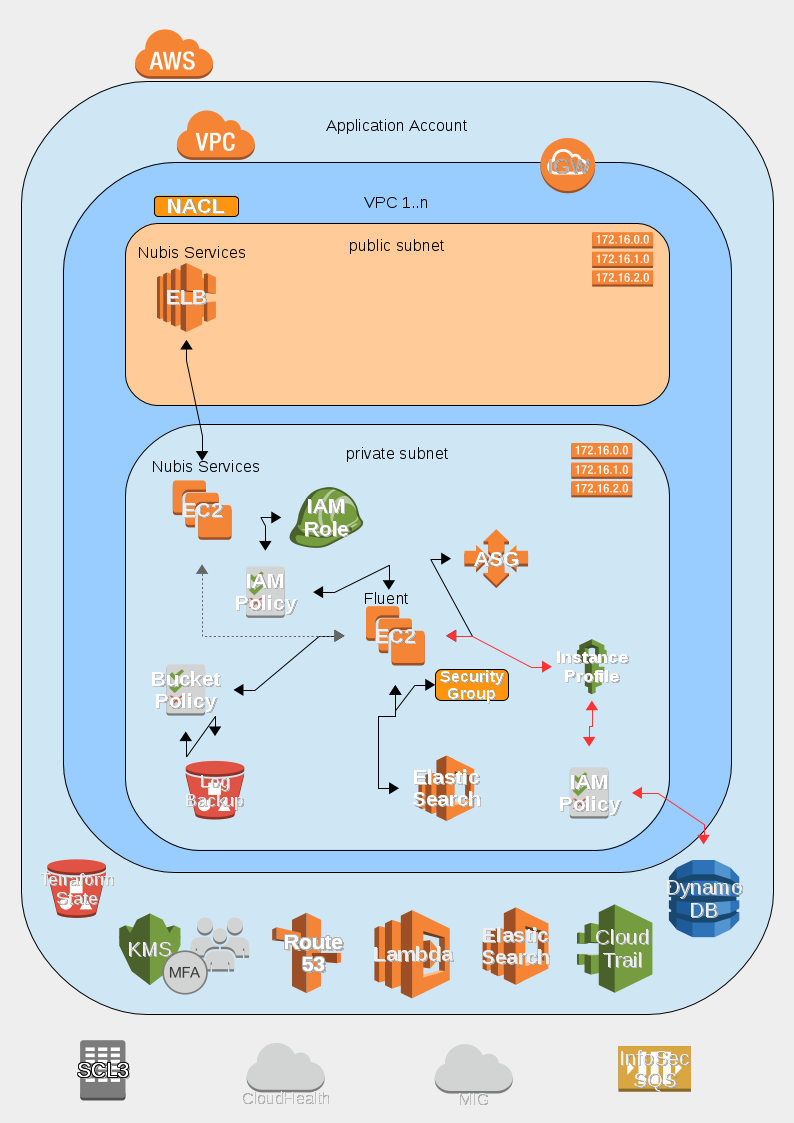 AWS
Application Account
VPC
IGW
NACL
VPC 1..n
Nubis Services
public subnet
172.16.0.0
172.16.1.0
172.16.2.0
ELB
Nubis Services
private subnet
172.16.0.0
172.16.1.0
172.16.2.0
EC2
IAM
Role
ASG
IAM
Policy
Fluent
EC2
Instance
Profile
Bucket
Policy
Security
Group
Log
Backup
Elastic
Search
IAM
Policy
Terraform
State
Dynamo
DB
KMS
MFA
Route
53
Lambda
Elastic
Search
Cloud
Trail
SCL3
CloudHealth
MIG
InfoSec
SQS